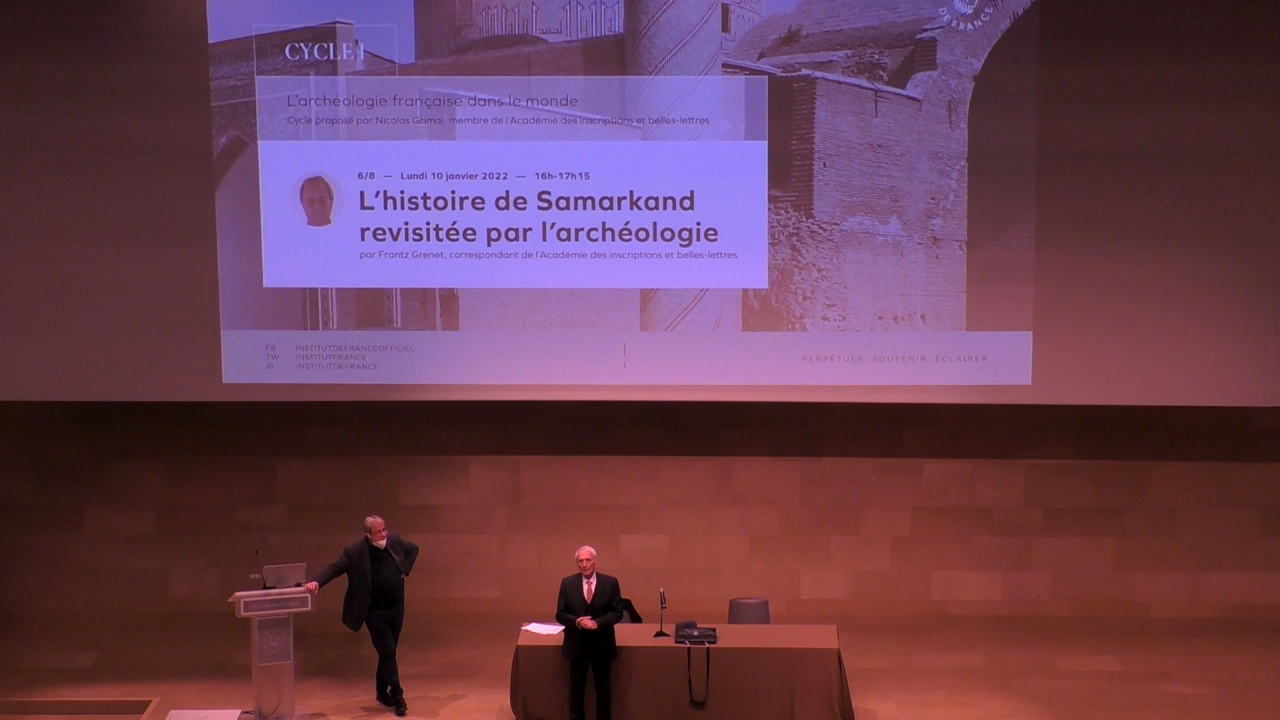 DE FRANCE
CYCLE I
L'archéologie française dans le monde
Cycle proposé par Nicolas Grimal, membre de l'Académie des inscriptions et belles-lettres
6/8 — Lundi 10 janvier 2022 — 16h-17h15
L'histoire de Samarkand
revisitée par l'archéologie
par Frantz Grenet, correspondant de l'Académie des inscriptions et belles-lettres
FB INSTITUTDEFRANCEOFFICIEL
TW INSTITUTFRANCE
IG INSTITUTDEFRANCE
PERPÉTUER, SOUTENIR, ÉCLAIRER